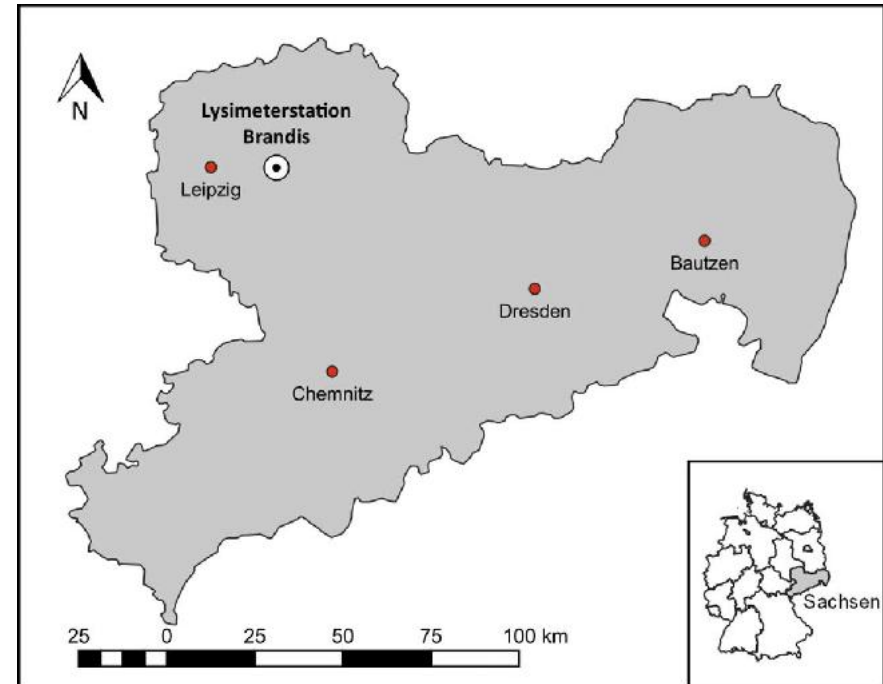 N
Lysimeterstation
Brandis
Leipzig
Bautzen
Dresden
Chemnitz
Sachsen
25 0 25 50 75 100 km